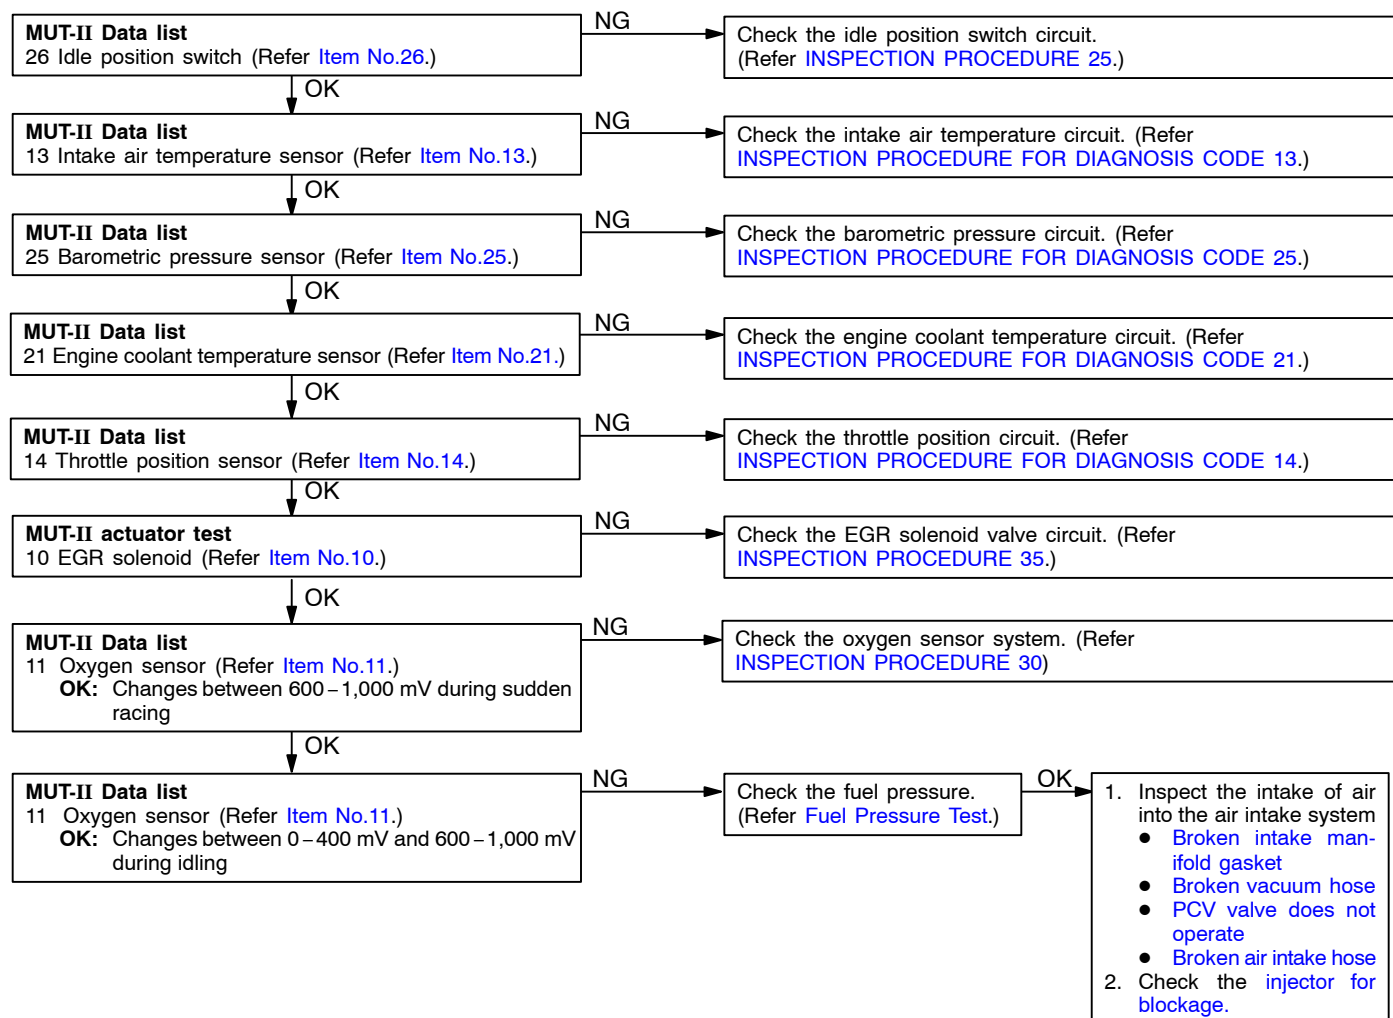 MUT-II Data list
26 Idle position switch (Refer Item No.26.)
NG
Check the idle position switch circuit.
(Refer INSPECTION PROCEDURE 25.)
OK
MUT-II Data list
13 Intake air temperature sensor (Refer Item No.13.)
NG
Check the intake air temperature circuit. (Refer
INSPECTION PROCEDURE FOR DIAGNOSIS CODE 13.)
OK
MUT-II Data list
25 Barometric pressure sensor (Refer Item No.25.)
NG
Check the barometric pressure circuit. (Refer
INSPECTION PROCEDURE FOR DIAGNOSIS CODE 25.)
OK
MUT-II Data list
21 Engine coolant temperature sensor (Refer Item No.21.)
NG
Check the engine coolant temperature circuit. (Refer
INSPECTION PROCEDURE FOR DIAGNOSIS CODE 21.)
OK
MUT-II Data list
14 Throttle position sensor (Refer Item No.14.)
NG
Check the throttle position circuit. (Refer
INSPECTION PROCEDURE FOR DIAGNOSIS CODE 14.)
OK
MUT-II actuator test
10 EGR solenoid (Refer Item No.10.)
NG
Check the EGR solenoid valve circuit. (Refer
INSPECTION PROCEDURE 35.)
OK
MUT-II Data list
11 Oxygen sensor (Refer Item No.11.)
OK: Changes between 600–1,000 mV during sudden
racing
NG
Check the oxygen sensor system. (Refer
INSPECTION PROCEDURE 30)
OK
MUT-II Data list
11 Oxygen sensor (Refer Item No.11.)
OK: Changes between 0–400 mV and 600–1,000 mV
during idling
NG
Check the fuel pressure.
(Refer Fuel Pressure Test.)
OK
1. Inspect the intake of air
into the air intake system
● Broken intake man-
ifold gasket
● Broken vacuum hose
● PCV valve does not
operate
● Broken air intake hose
2. Check the injector for
blockage.